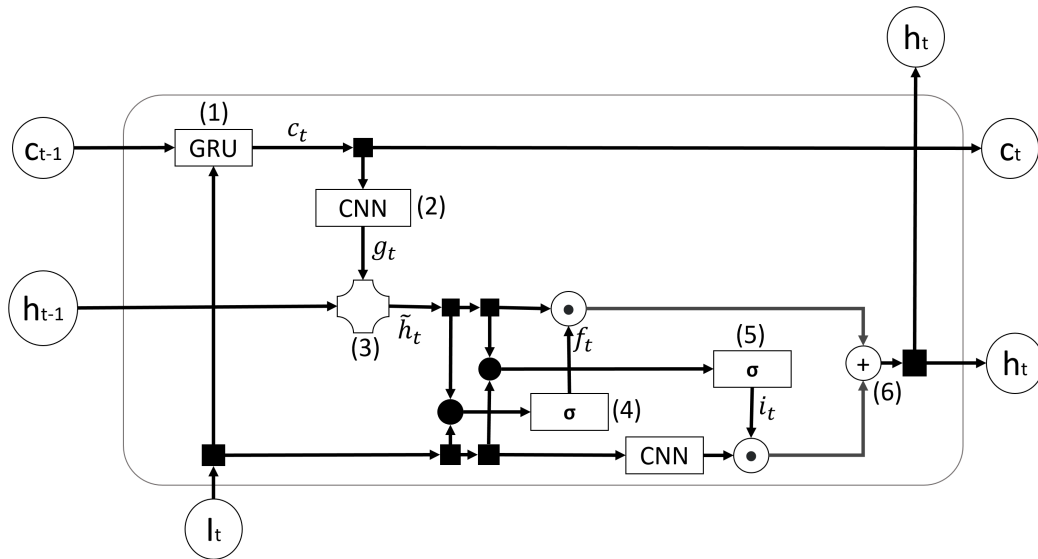 hₜ
(1)
cₜ
cₜ₋₁
GRU
cₜ
CNN
(2)
gₜ
hₜ₋₁
h̃ₜ
fₜ
(3)
(5)
σ
hₜ
+
(6)
σ
(4)
iₜ
CNN
Iₜ